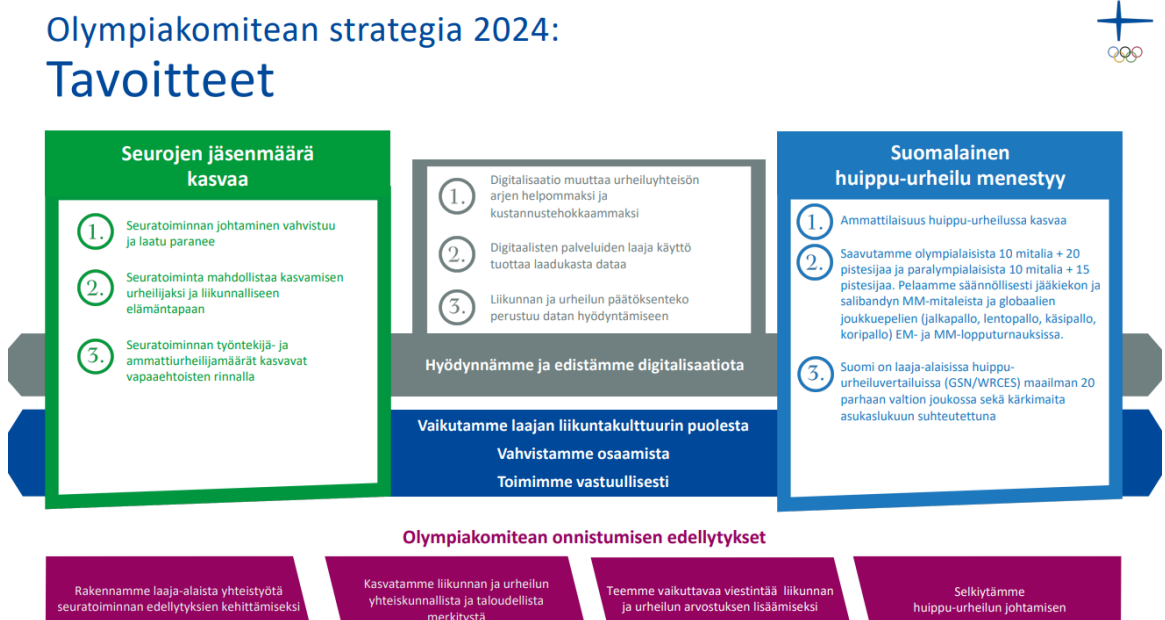 Olympiakomitean strategia 2024:
Tavoitteet
Seurojen jäsenmäärä
kasvaa
1.
Seuratoiminnan johtaminen vahvistuu
ja laatu paranee
2.
Seuratoiminta mahdollistaa kasvamisen
urheilijaksi ja liikunnalliseen
elämäntapaan
3.
Seuratoiminnan työntekijä- ja
ammattiurheilijamäärät kasvavat
vapaaehtoisten rinnalla
1.
Digitalisaatio muuttaa urheiluyhteisön
arjen helpommaksi ja
kustannustehokkaammaksi
2.
Digitaalisten palveluiden laaja käyttö
tuottaa laadukasta dataa
3.
Liikunnan ja urheilun päätöksenteko
perustuu datan hyödyntämiseen
Hyödynnämme ja edistämme digitalisaatiota
Vaikutamme laajan liikuntakulttuurin puolesta
Vahvistamme osaamista
Toimimme vastuullisesti
Suomalainen
huippu-urheilu menestyy
1.
Ammattilaisuus huippu-urheilussa kasvaa
2.
Saavutamme olympialaisista 10 mitalia + 20
pistesijaa ja paralympialaisista 10 mitalia + 15
pistesijaa. Pelaamme säännöllisesti jääkiekon ja
salibandyn MM-mitaleista ja globaalien
joukkuepelien (jalkapallo, lentopallo, käsipallo,
koripallo) EM- ja MM-lopputurnauksissa.
3.
Suomi on laaja-alaisissa huippu-
urheiluvertailuissa (GSN/WRCES) maailman 20
parhaan valtion joukossa sekä kärkimaita
asukaslukuun suhteutettuna
Olympiakomitean onnistumisen edellytykset
Rakennamme laaja-alaista yhteistyötä
seuratoiminnan edellytyksien kehittämiseksi
Kasvatamme liikunnan ja urheilun
yhteiskunnallista ja taloudellista
merkitystä
Teemme vaikuttavaa viestintää liikunnan
ja urheilun arvostuksen lisäämiseksi
Selkiytämme
huippu-urheilun johtamisen